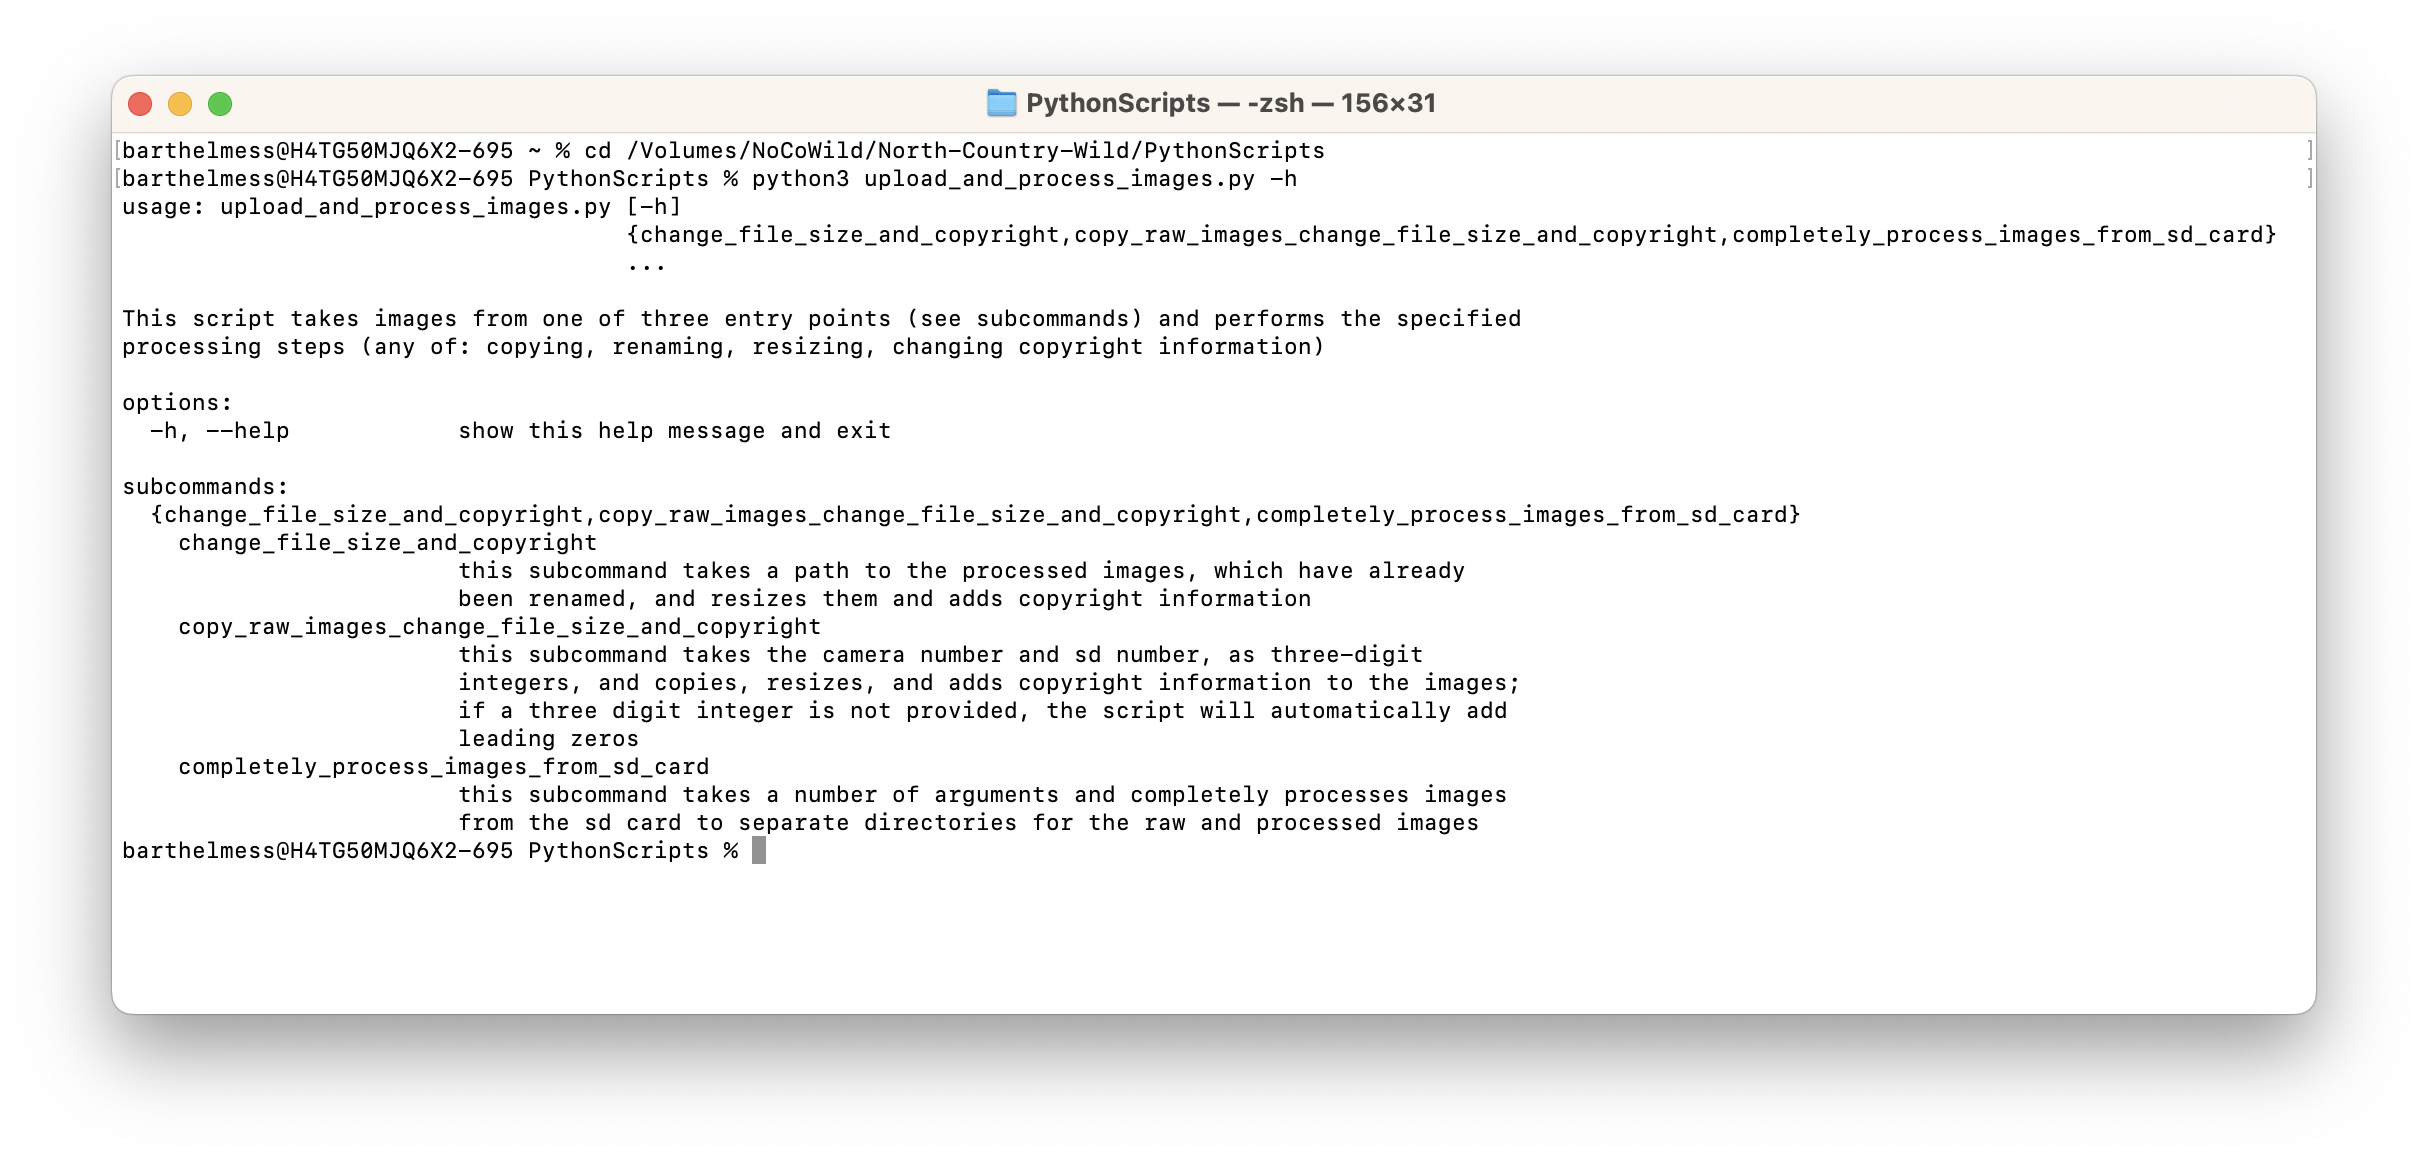 PythonScripts — -zsh — 156×31
[barthelmess@H4TG50MJQ6X2-695 ~ % cd /Volumes/NoCoWild/North-Country-Wild/PythonScripts ]
[barthelmess@H4TG50MJQ6X2-695 PythonScripts % python3 upload_and_process_images.py -h ]
usage: upload_and_process_images.py [-h]
{change_file_size_and_copyright,copy_raw_images_change_file_size_and_copyright,completely_process_images_from_sd_card}
...
This script takes images from one of three entry points (see subcommands) and performs the specified
processing steps (any of: copying, renaming, resizing, changing copyright information)
options:
-h, --help show this help message and exit
subcommands:
{change_file_size_and_copyright,copy_raw_images_change_file_size_and_copyright,completely_process_images_from_sd_card}
change_file_size_and_copyright
this subcommand takes a path to the processed images, which have already
been renamed, and resizes them and adds copyright information
copy_raw_images_change_file_size_and_copyright
this subcommand takes the camera number and sd number, as three-digit
integers, and copies, resizes, and adds copyright information to the images;
if a three digit integer is not provided, the script will automatically add
leading zeros
completely_process_images_from_sd_card
this subcommand takes a number of arguments and completely processes images
from the sd card to separate directories for the raw and processed images
barthelmess@H4TG50MJQ6X2-695 PythonScripts %